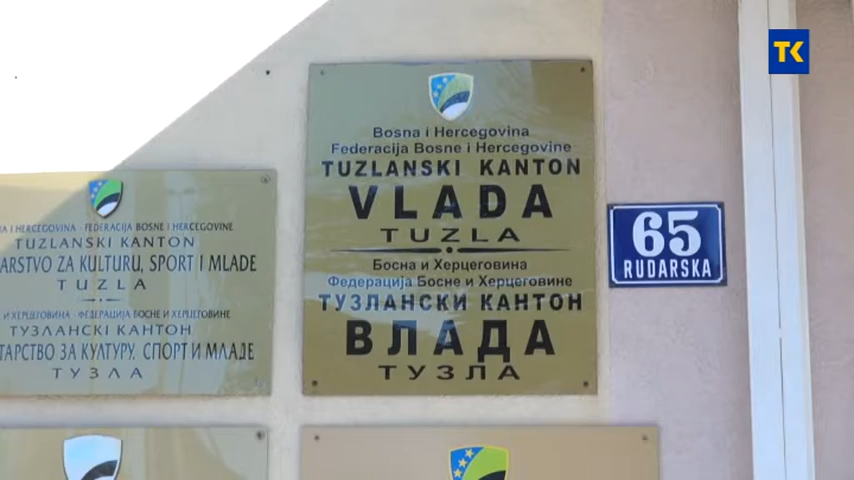 TK
Bosna i Hercegovina
Federacija Bosne i Hercegovine
TUZLANSKI KANTON
VLADA
TUZLA
Босна и Херцеговина
Федерација Босне и Херцеговине
ТУЗЛАНСКИ КАНТОН
ВЛАДА
ТУЗЛА
I HERCEGOVINA - FEDERACIJA BOSNE I HERCEGOVINE
TUZLANSKI KANTON
ARSTVO ZA KULTURU, SPORT I MLADE
TUZLA
И ХЕРЦЕГОВИНА - ФЕДЕРАЦИЈА БОСНЕ И ХЕРЦЕГОВИНЕ
ТУЗЛАНСКІ КАНТОН
ТАРСТВО ЗА КУЛТУРУ, СПОРТ И МЛАДЕ
ТУЗЛА
65
RUDARSKA